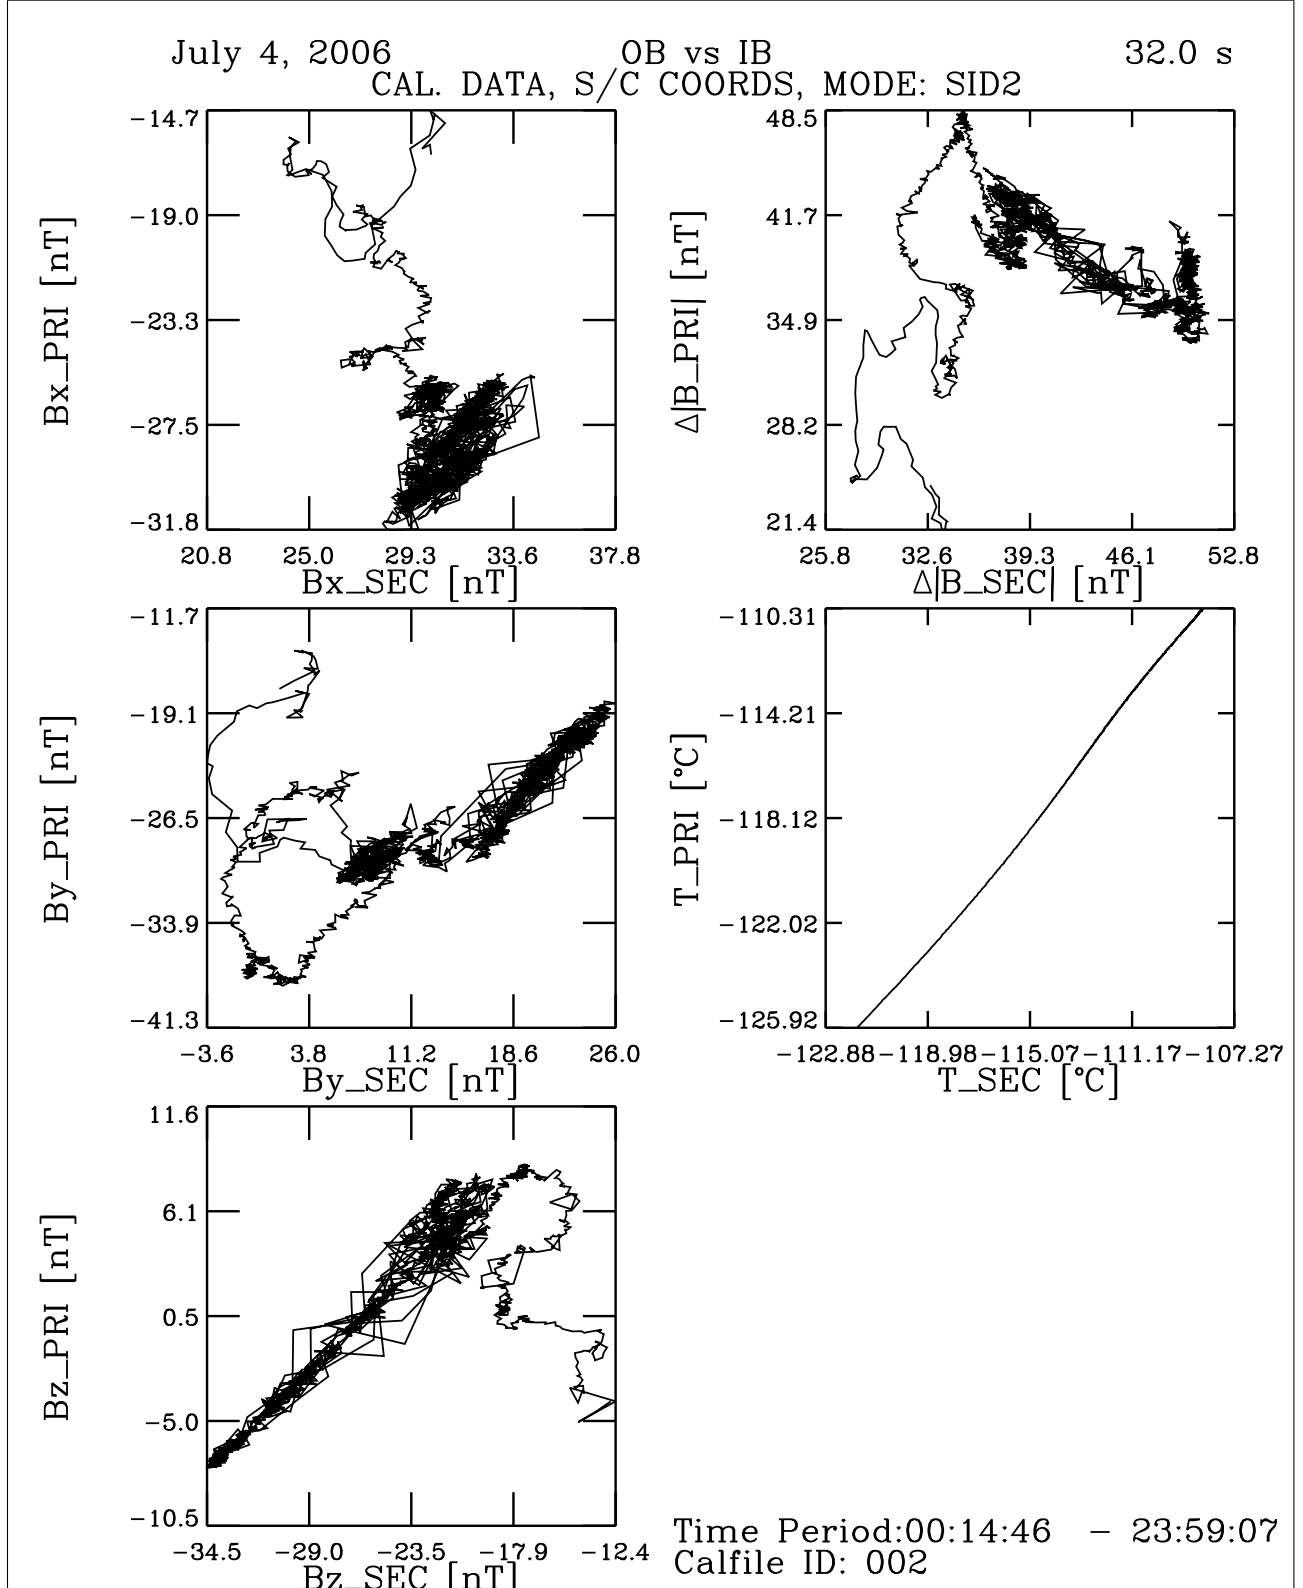 July 4, 2006 OB vs IB 32.0 s
CAL. DATA, S/C COORDS, MODE: SID2
Bx_PRI [nT]
−14.7
−19.0
−23.3
−27.5
−31.8
20.8 25.0 29.3 33.6 37.8
Bx_SEC [nT]
Δ|B_PRI| [nT]
48.5
41.7
34.9
28.2
21.4
25.8 32.6 39.3 46.1 52.8
Δ|B_SEC| [nT]
By_PRI [nT]
−11.7
−19.1
−26.5
−33.9
−41.3
−3.6 3.8 11.2 18.6 26.0
By_SEC [nT]
T_PRI [°C]
−110.31
−114.21
−118.12
−122.02
−125.92
−122.88 −118.98 −115.07 −111.17 −107.27
T_SEC [°C]
Bz_PRI [nT]
11.6
6.1
0.5
−5.0
−10.5
−34.5 −29.0 −23.5 −17.9 −12.4
Bz_SEC [nT]
Time Period:00:14:46 − 23:59:07
Calfile ID: 002